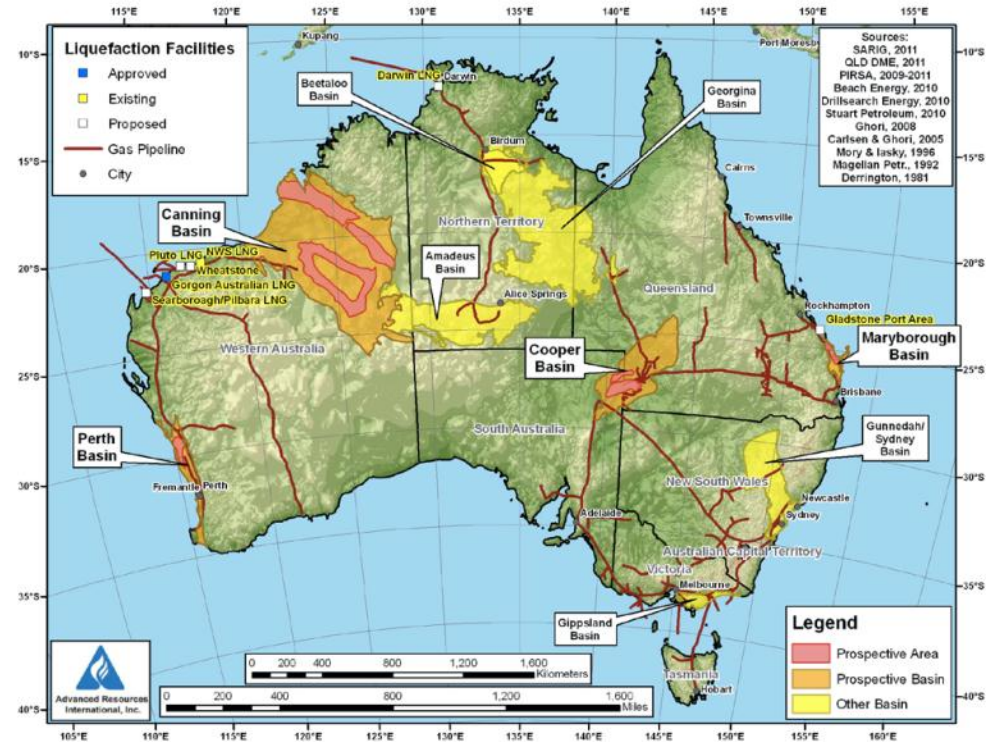 115°E
120°E
125°E
130°E
135°E
140°E
145°E
150°E
155°E
Liquefaction Facilities
Approved
Existing
Proposed
Gas Pipeline
City
Sources:
SARIG, 2011
QLD DME, 2011
PIRSA, 2009-2011
Beach Energy, 2010
Drillsearch Energy, 2010
Stuart Petroleum, 2010
Ghori, 2008
Carlsen & Ghori, 2005
Mory & Iasky, 1996
Magellan Petr., 1992
Derrington, 1981
Kupang
Port Moresby
10°S
10°S
Darwin LNG
Darwin
Beetaloo
Basin
Georgina
Basin
Birdum
15°S
15°S
Cairns
Canning
Basin
Northern Territory
Townsville
Amadeus
Basin
Pluto LNG
NWS LNG
Wheatstone
Gorgon Australian LNG
Searboroagh/Pilbara LNG
20°S
20°S
Alice Springs
Queensland
Rockhampton
Gladstone Port Area
Western Australia
Cooper
Basin
Maryborough
Basin
25°S
25°S
Brisbane
South Australia
Gunnedah/
Sydney
Basin
Perth
Basin
New South Wales
30°S
30°S
Fremantle
Perth
Newcastle
Sydney
Adelaide
Australian Capital Territory
Victoria
Melbourne
35°S
35°S
Gippsland
Basin
Legend
Prospective Area
Prospective Basin
Other Basin
Tasmania
Hobart
Advanced Resources
International, Inc.
0 200 400 800 1,200 1,600
Kilometers
0 200 400 800 1,200 1,600
Miles
40°S
40°S
105°E
110°E
115°E
120°E
125°E
130°E
135°E
140°E
145°E
150°E
155°E
160°E